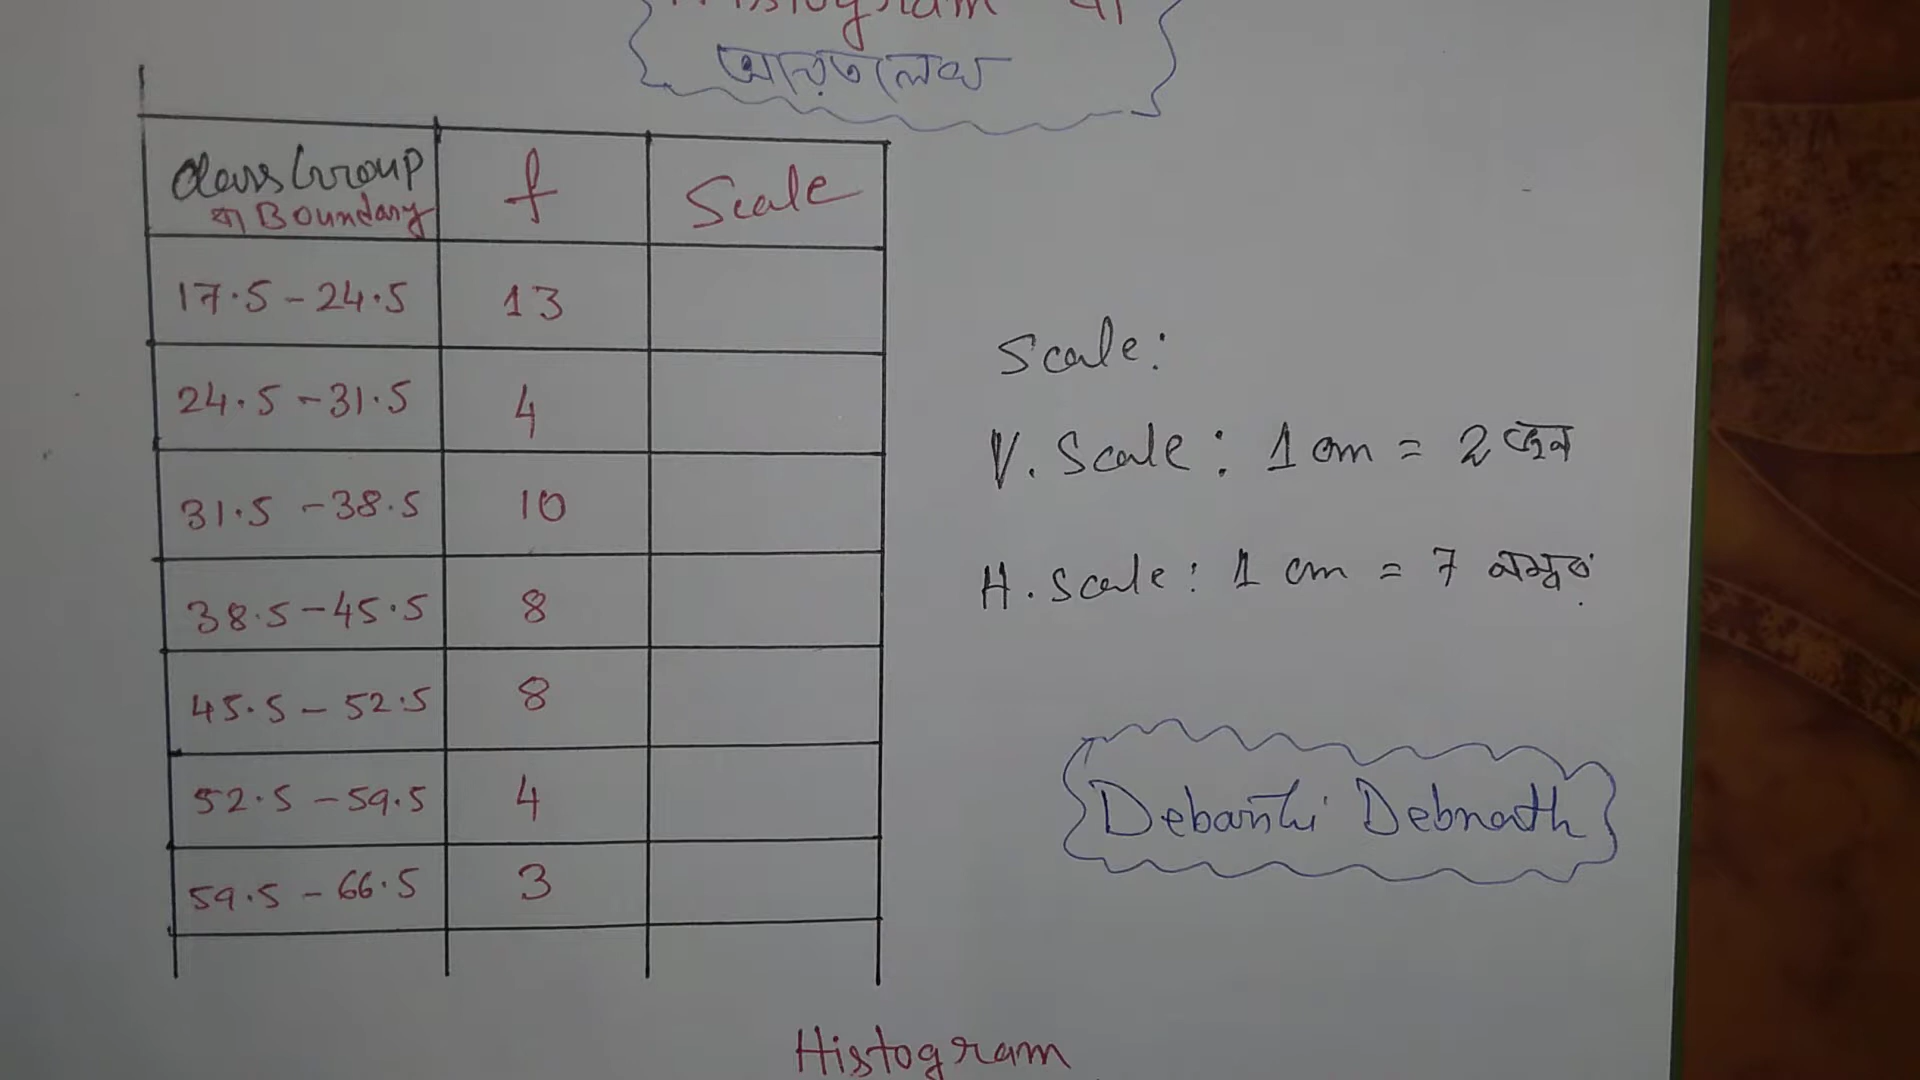 Histogram বা
আয়তলেখ
Class Group
বা Boundary
f
Scale
17.5-24.5 13
24.5-31.5 4
31.5-38.5 10
38.5-45.5 8
45.5-52.5 8
52.5-59.5 4
59.5-66.5 3
Scale:
V. Scale: 1 cm = 2 জন
H. Scale: 1 cm = 7 নম্বর
Debnath
Histogram